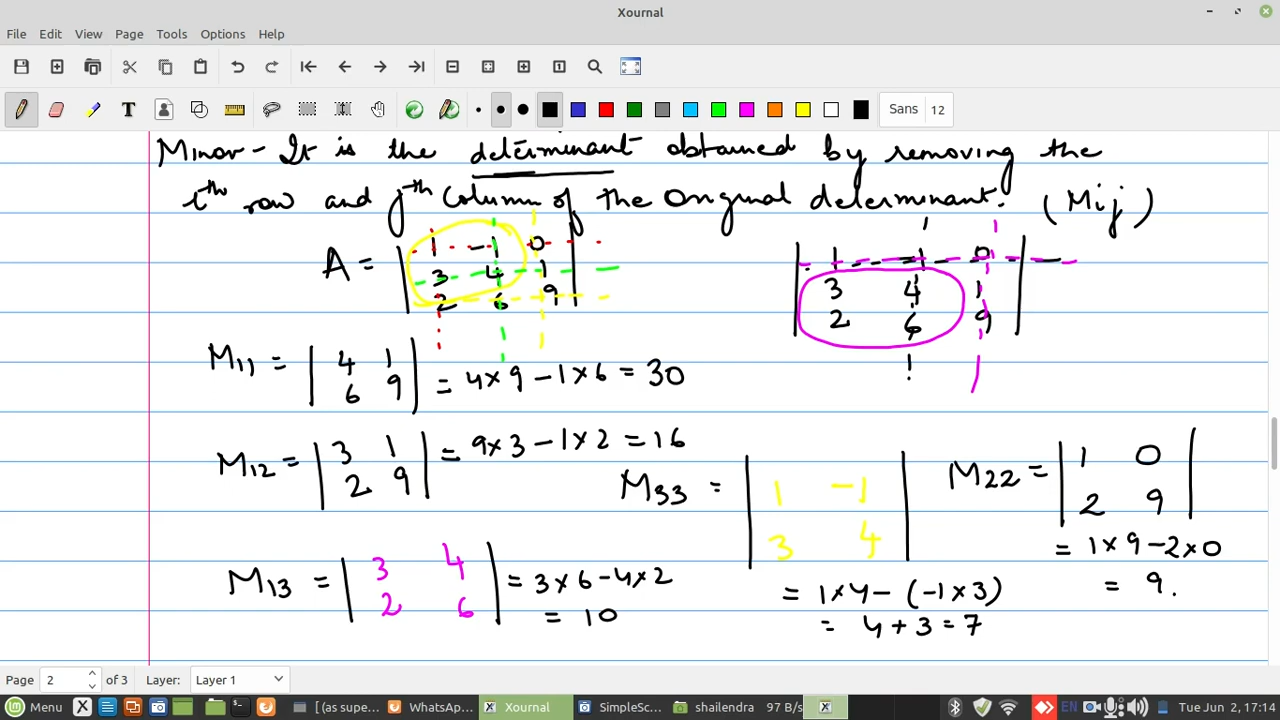 Xournal
File Edit View Page Tools Options Help
Sans 12
Minor - It is the determinant obtained by removing the
ith row and jth Column of the Original determinant. (Mij)
A = | 1 -1 0 |
| 3 4 1 |
| 2 6 9 |
| 1 -1 0 |
| 3 4 1 |
| 2 6 9 |
M11 = | 4 1 |
| 6 9 | = 4×9 - 1×6 = 30
M12 = | 3 1 |
| 2 9 | = 9×3 - 1×2 = 16
M33 = | 1 -1 |
| 3 4 |
= 1×4 - (-1×3)
= 4+3 = 7
M22 = | 1 0 |
| 2 9 |
= 1×9 - 2×0
= 9.
M13 = | 3 4 |
| 2 6 | = 3×6 - 4×2
= 10
Page 2 of 3 Layer: Layer 1
Menu [ (as supe... WhatsAp... Xournal SimpleSc... shailendra 97 B/s EN Tue Jun 2, 17:14